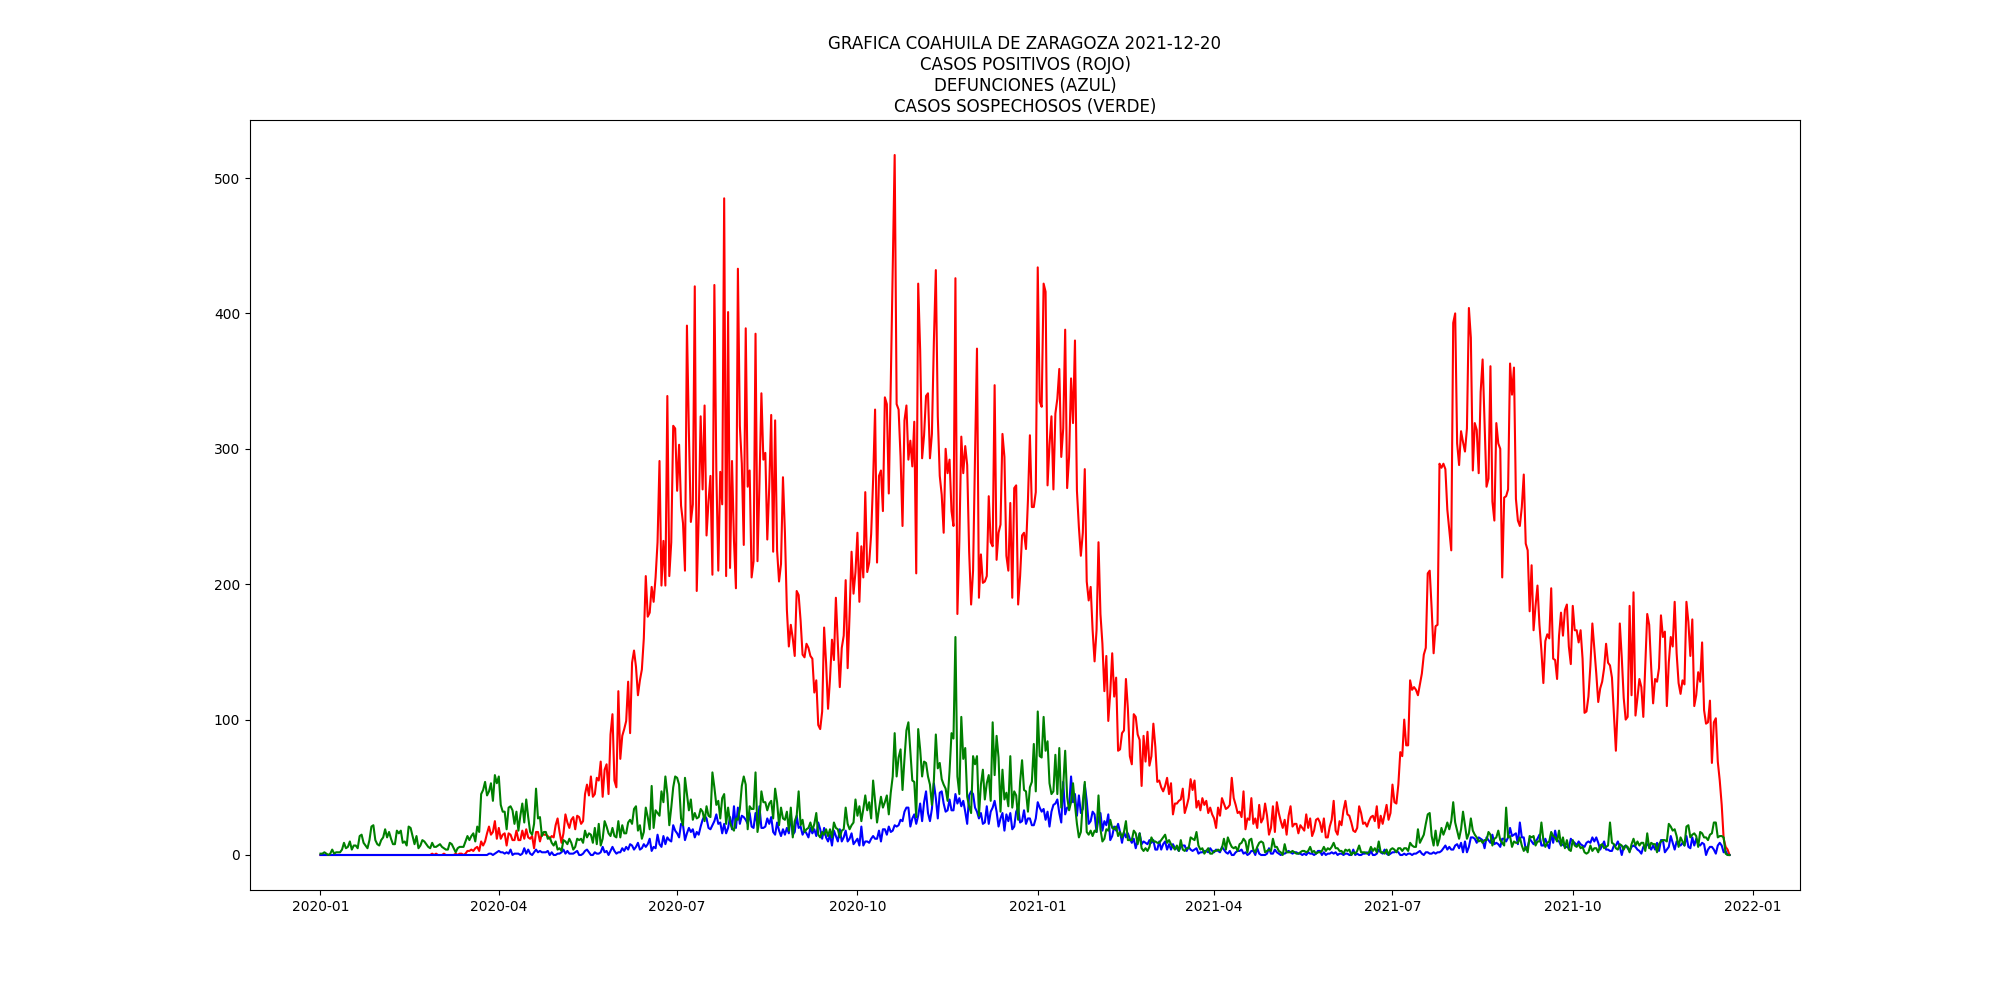 GRAFICA COAHUILA DE ZARAGOZA 2021-12-20
CASOS POSITIVOS (ROJO)
DEFUNCIONES (AZUL)
CASOS SOSPECHOSOS (VERDE)
500
400
300
200
100
0
2020-01 2020-04 2020-07 2020-10 2021-01 2021-04 2021-07 2021-10 2022-01